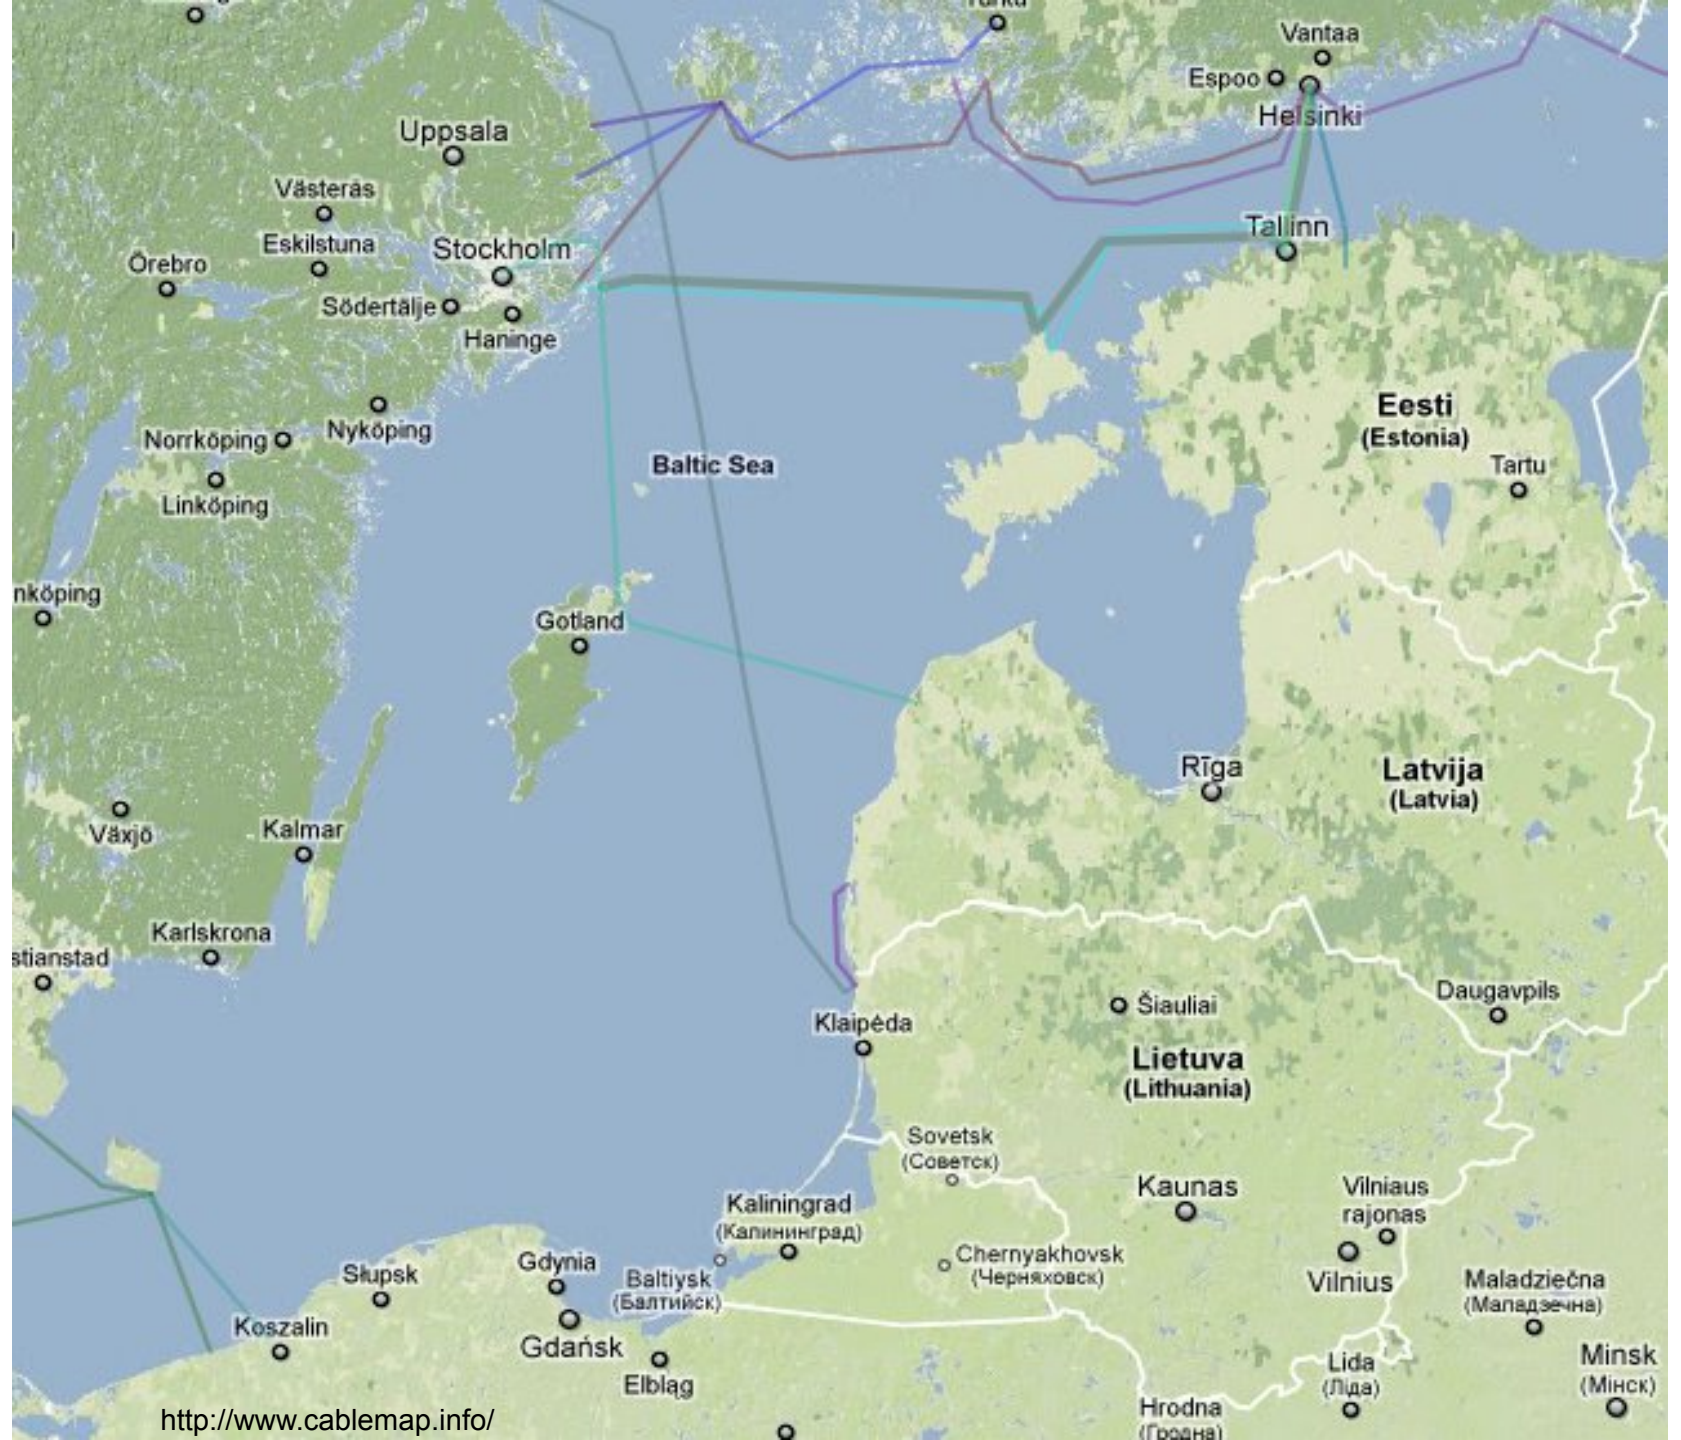 Turku
Vantaa
Espoo
Helsinki
Uppsala
Västerås
Eskilstuna
Stockholm
Örebro
Södertälje
Haninge
Tallinn
Nyköping
Norrköping
Linköping
Baltic Sea
Eesti
(Estonia)
Tartu
nköping
Gotland
Rīga
Latvija
(Latvia)
Växjö
Kalmar
Karlskrona
stianstad
Daugavpils
Šiauliai
Klaipėda
Lietuva
(Lithuania)
Sovetsk
(Советск)
Kaunas
Vilniaus
rajonas
Kaliningrad
(Калининград)
Chernyakhovsk
(Черняховск)
Vilnius
Gdynia
Baltiysk
(Балтийск)
Słupsk
Maladziečna
(Маладзечна)
Koszalin
Gdańsk
Elbląg
Minsk
(Мінск)
Lida
(Ліда)
Hrodna
(Гродна)
http://www.cablemap.info/